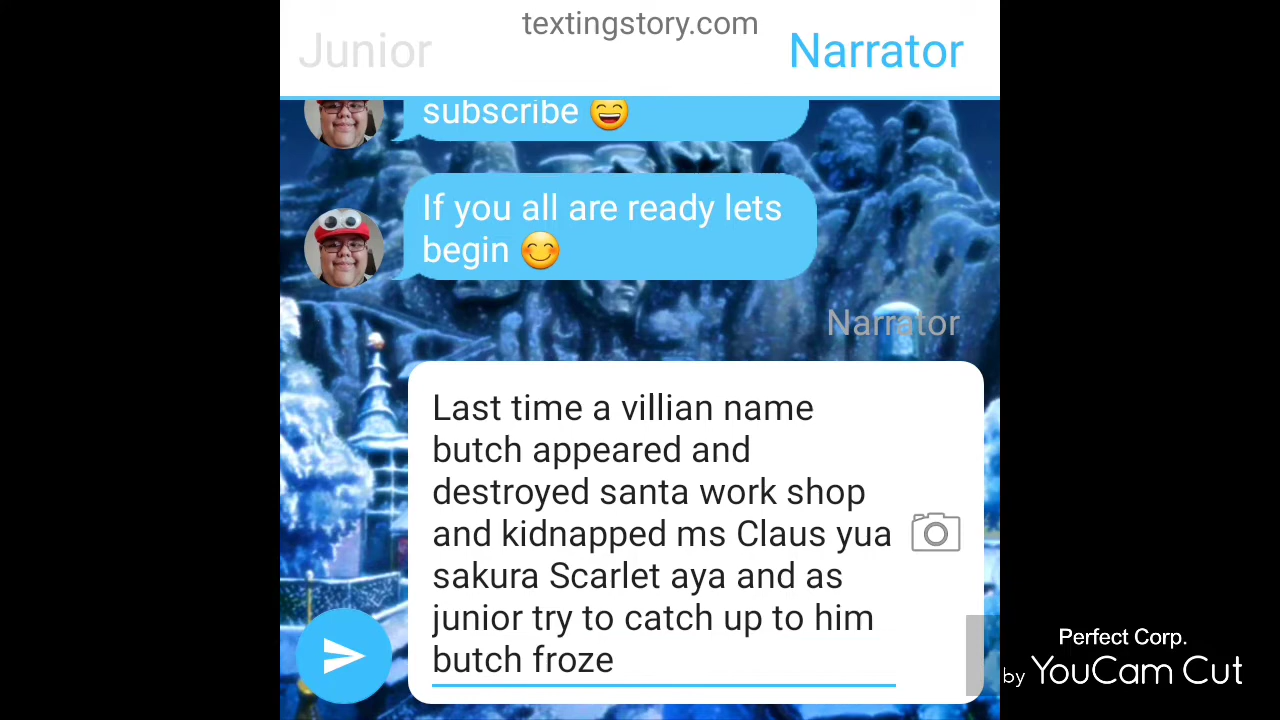 textingstory.com
Junior
Narrator
subscribe 😄
If you all are ready lets
begin 😊
Narrator
Last time a villian name
butch appeared and
destroyed santa work shop
and kidnapped ms Claus yua
sakura Scarlet aya and as
junior try to catch up to him
butch froze
Perfect Corp.
by YouCam Cut